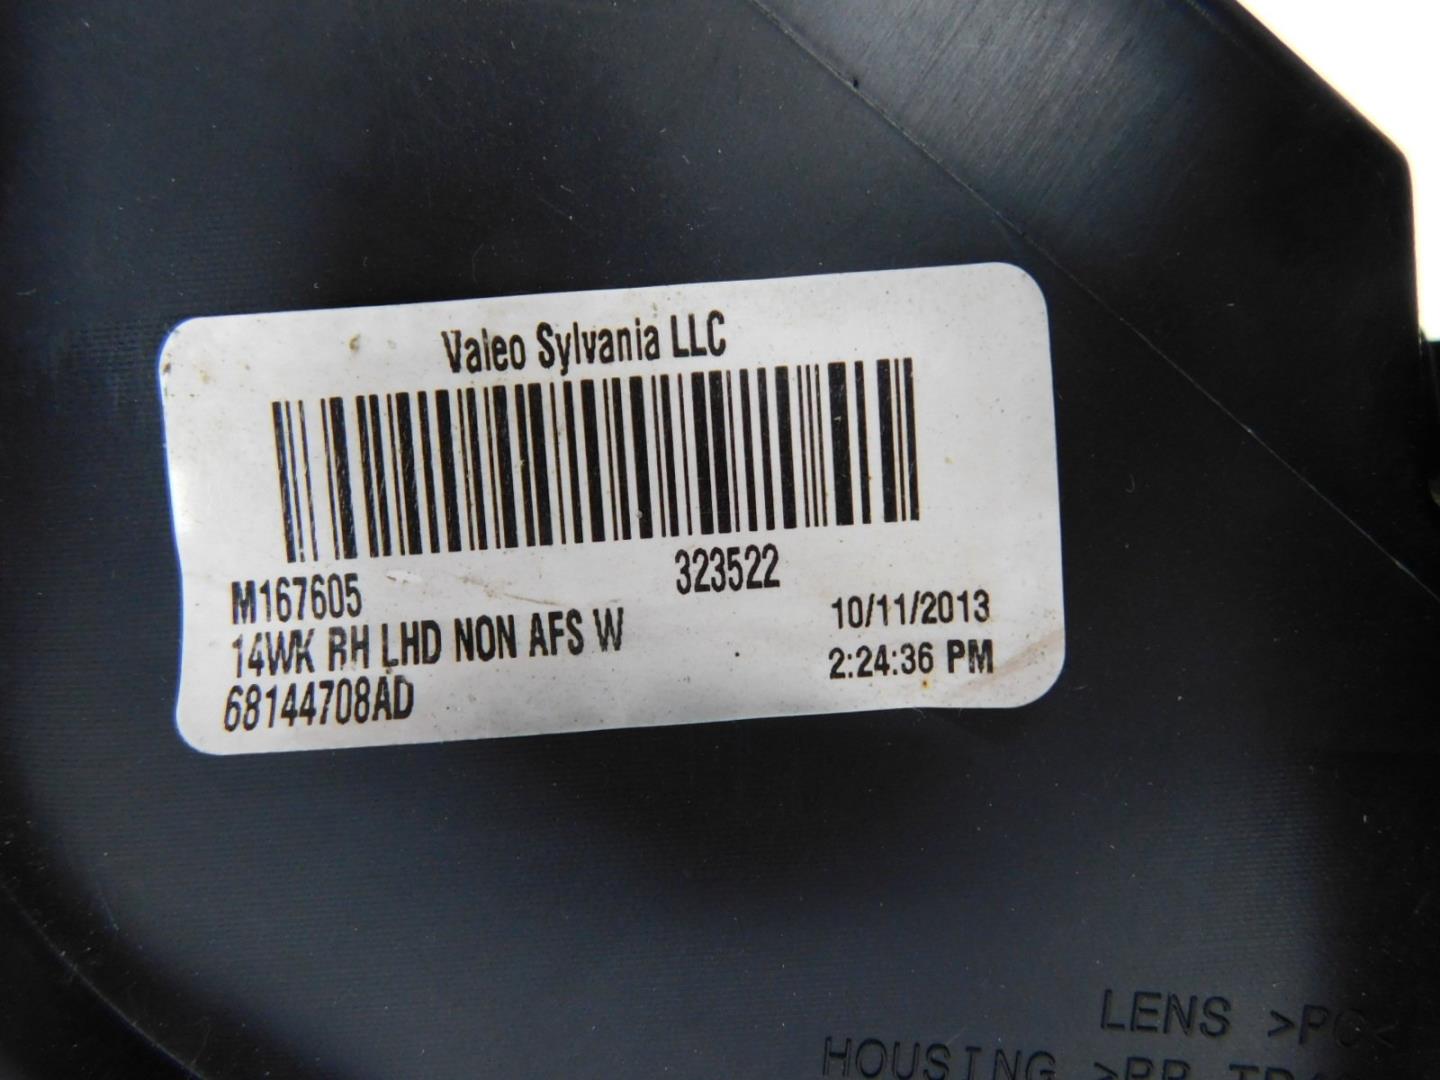 Valeo Sylvania LLC
M167605
323522
14WK RH LHD NON AFS W
10/11/2013
68144708AD
2:24:36 PM
LENS >PC<
HOUSING